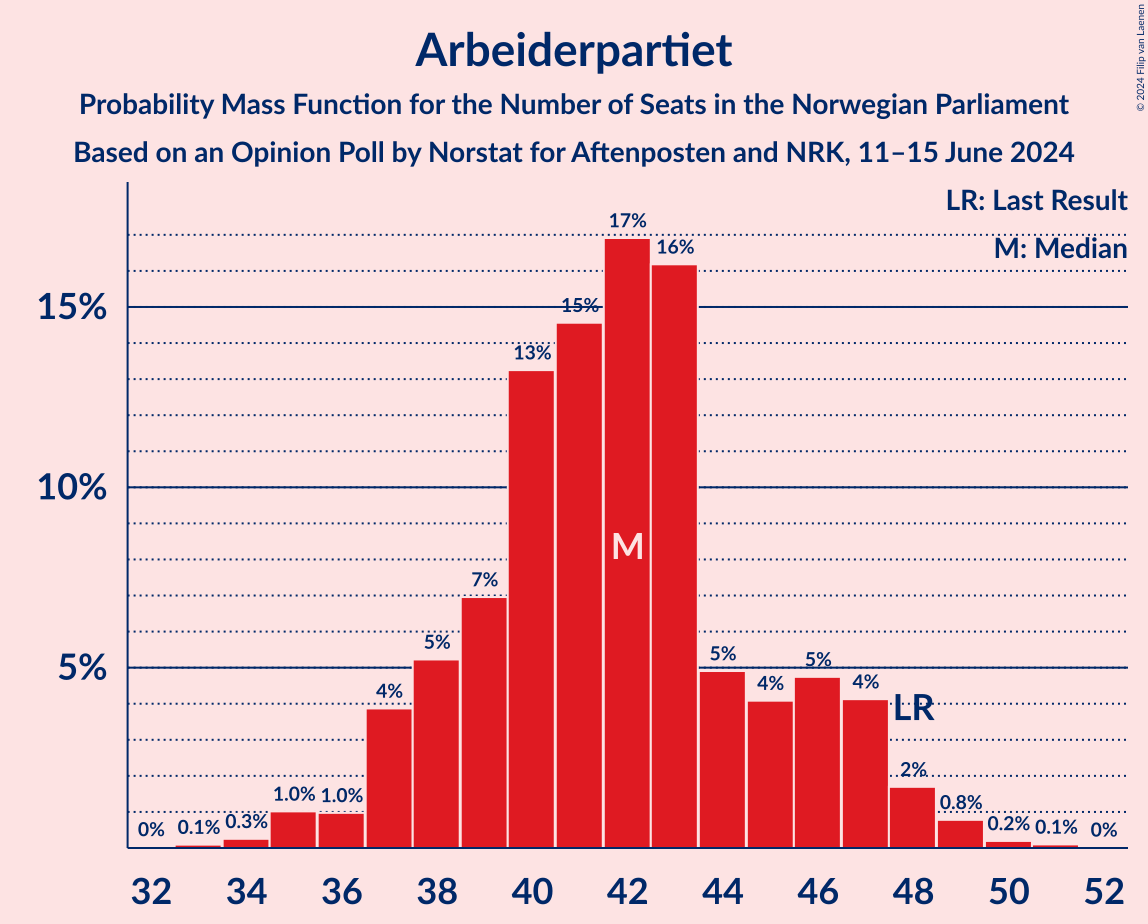 Arbeiderpartiet
Probability Mass Function for the Number of Seats in the Norwegian Parliament
Based on an Opinion Poll by Norstat for Aftenposten and NRK, 11–15 June 2024
© 2024 Filip van Laenen
LR: Last Result
M: Median
15%
10%
5%
0%
0.1%
0.3%
1.0%
1.0%
4%
5%
7%
13%
15%
17%
16%
5%
4%
5%
4%
2%
0.8%
0.2%
0.1%
0%
M
LR
32 34 36 38 40 42 44 46 48 50 52